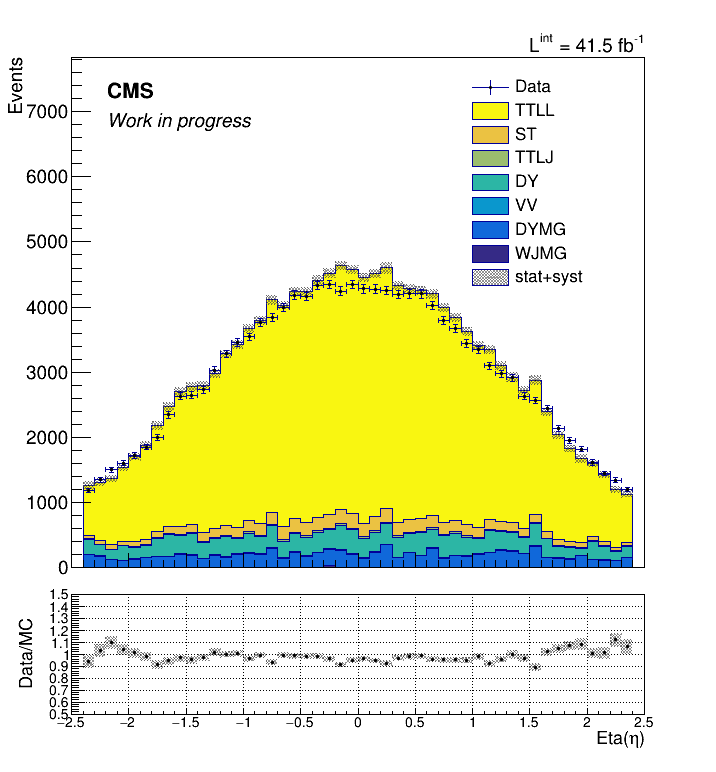 L^int = 41.5 fb^-1
Events
CMS
Work in progress
Data
TTLL
ST
TTLJ
DY
VV
DYMG
WJMG
stat+syst
7000
6000
5000
4000
3000
2000
1000
0
Data/MC
1.5
1.4
1.3
1.2
1.1
1
0.9
0.8
0.7
0.6
0.5
−2.5 −2 −1.5 −1 −0.5 0 0.5 1 1.5 2 2.5
Eta(η)